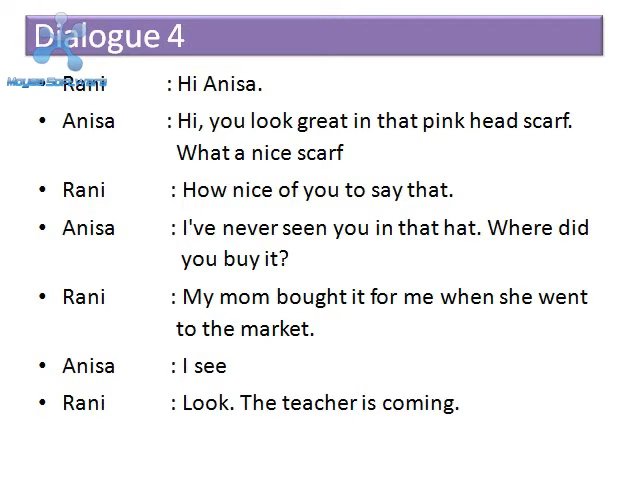 Dialogue 4
Moyea Software
• Rani : Hi Anisa.
• Anisa : Hi, you look great in that pink head scarf.
What a nice scarf
• Rani : How nice of you to say that.
• Anisa : I've never seen you in that hat. Where did
you buy it?
• Rani : My mom bought it for me when she went
to the market.
• Anisa : I see
• Rani : Look. The teacher is coming.